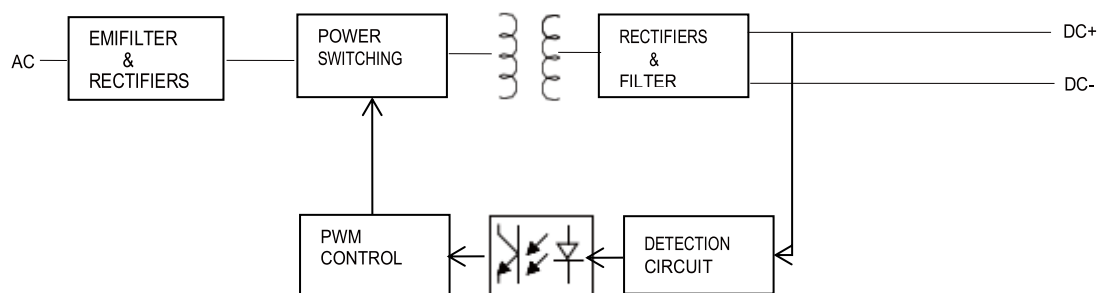 AC
EMIFILTER
&
RECTIFIERS
POWER
SWITCHING
RECTIFIERS
&
FILTER
DC+
DC-
PWM
CONTROL
DETECTION
CIRCUIT